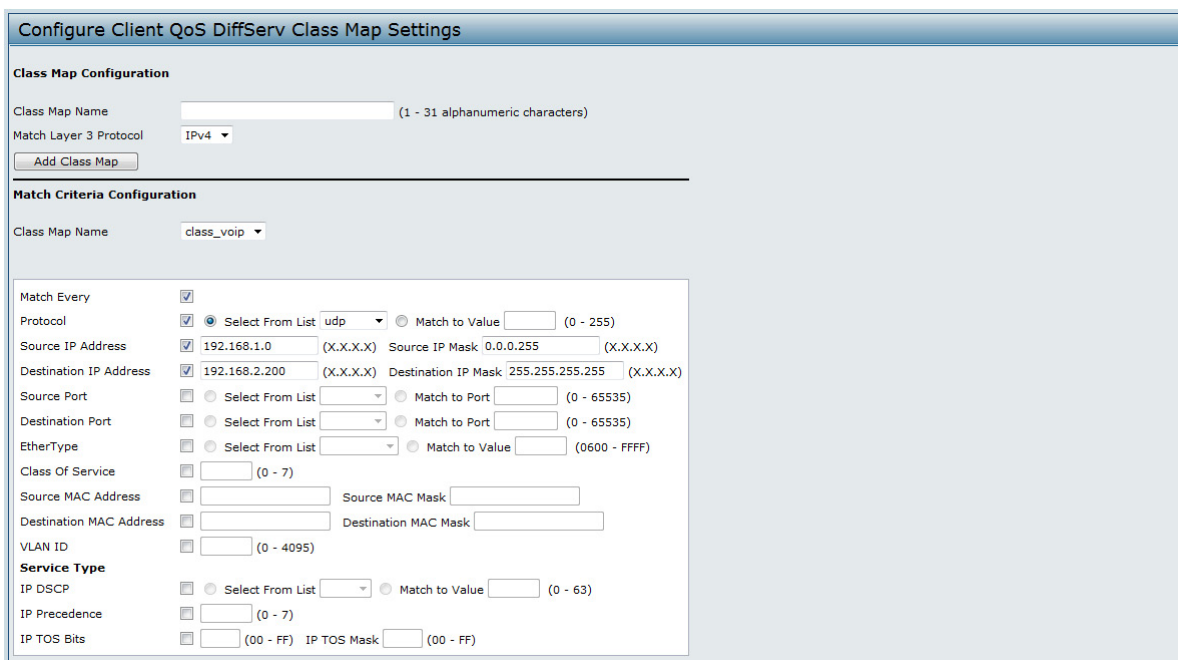 Configure Client QoS DiffServ Class Map Settings
Class Map Configuration
Class Map Name (1 - 31 alphanumeric characters)
Match Layer 3 Protocol IPv4
Add Class Map
Match Criteria Configuration
Class Map Name class_voip
Match Every
Protocol Select From List udp Match to Value (0 - 255)
Source IP Address 192.168.1.0 (X.X.X.X) Source IP Mask 0.0.0.255 (X.X.X.X)
Destination IP Address 192.168.2.200 (X.X.X.X) Destination IP Mask 255.255.255.255 (X.X.X.X)
Source Port Select From List Match to Port (0 - 65535)
Destination Port Select From List Match to Port (0 - 65535)
EtherType Select From List Match to Value (0600 - FFFF)
Class Of Service (0 - 7)
Source MAC Address Source MAC Mask
Destination MAC Address Destination MAC Mask
VLAN ID (0 - 4095)
Service Type
IP DSCP Select From List Match to Value (0 - 63)
IP Precedence (0 - 7)
IP TOS Bits (00 - FF) IP TOS Mask (00 - FF)